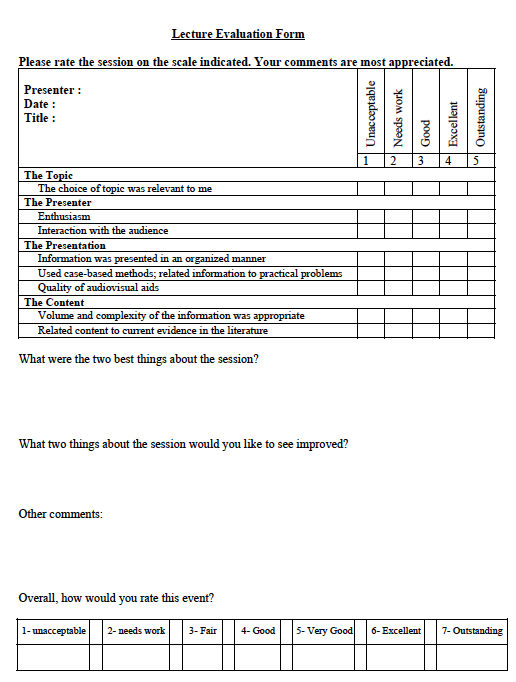 Lecture Evaluation Form
Please rate the session on the scale indicated. Your comments are most appreciated.
Presenter :
Date :
Title :
Unacceptable
Needs work
Good
Excellent
Outstanding
1 2 3 4 5
The Topic
The choice of topic was relevant to me
The Presenter
Enthusiasm
Interaction with the audience
The Presentation
Information was presented in an organized manner
Used case-based methods; related information to practical problems
Quality of audiovisual aids
The Content
Volume and complexity of the information was appropriate
Related content to current evidence in the literature
What were the two best things about the session?
What two things about the session would you like to see improved?
Other comments:
Overall, how would you rate this event?
1- unacceptable 2- needs work 3- Fair 4- Good 5- Very Good 6- Excellent 7- Outstanding